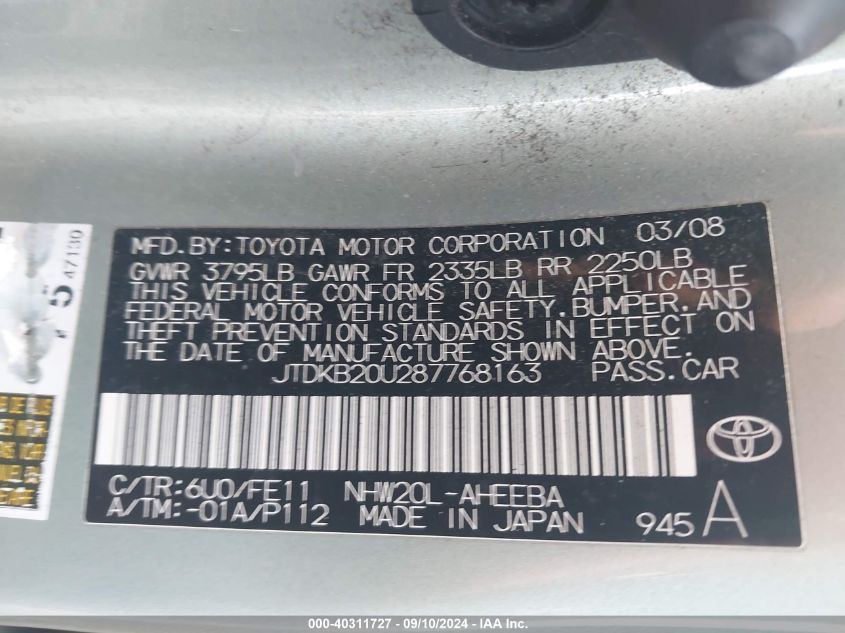 MFD.BY:TOYOTA MOTOR CORPORATION 03/08
GVWR 3795LB GAWR FR 2335LB RR 2250LB
THIS VEHICLE CONFORMS TO ALL APPLICABLE
FEDERAL MOTOR VEHICLE SAFETY,BUMPER,AND
THEFT PREVENTION STANDARDS IN EFFECT ON
THE DATE OF MANUFACTURE SHOWN ABOVE.
JTDKB20U287768163 PASS.CAR
C/TR:6U0/FE11 NHW20L-AHEEBA
A/TM:-01A/P112 MADE IN JAPAN 945 A
5
47130
000-40311727 - 09/10/2024 - IAA Inc.